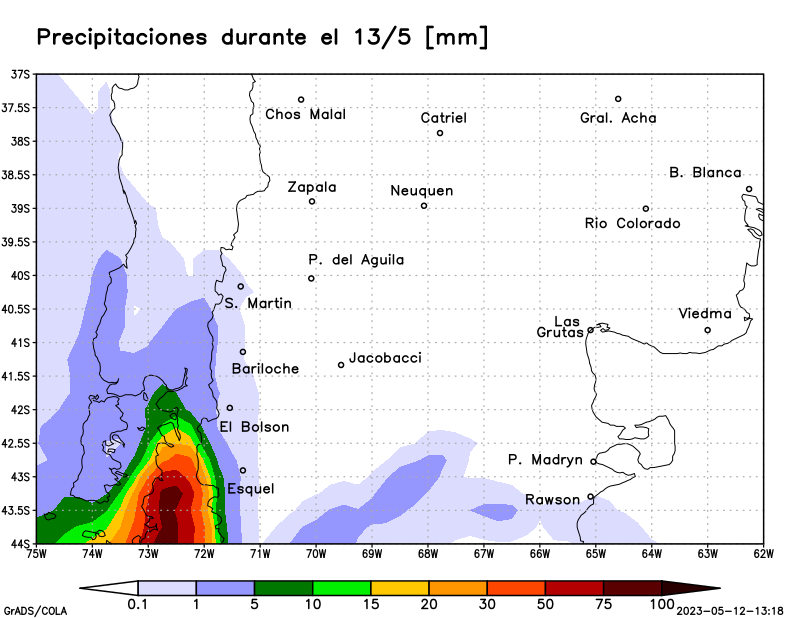 Precipitaciones durante el 13/5 [mm]
37S
37.5S
38S
38.5S
39S
39.5S
40S
40.5S
41S
41.5S
42S
42.5S
43S
43.5S
44S
Chos Malal
Catriel
Gral. Acha
B. Blanca
Zapala
Neuquen
Rio Colorado
P. del Aguila
S. Martin
Viedma
Las
Grutas
Jacobacci
Bariloche
El Bolson
P. Madryn
Esquel
Rawson
75W 74W 73W 72W 71W 70W 69W 68W 67W 66W 65W 64W 63W 62W
0.1 1 5 10 15 20 30 50 75 100
GrADS/COLA
2023-05-12-13:18